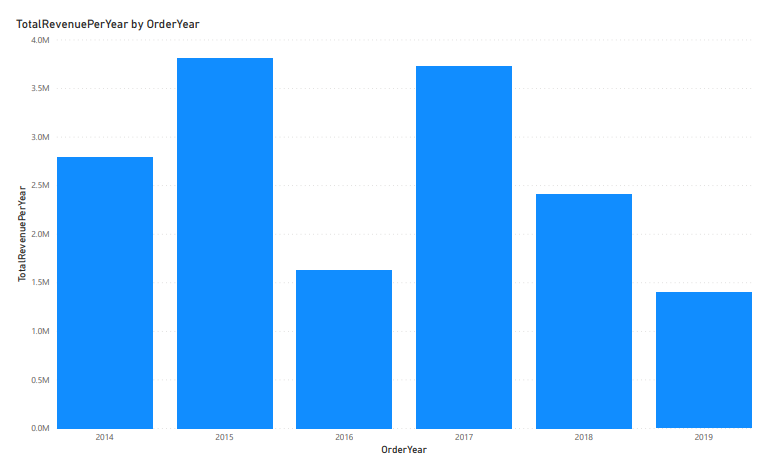 TotalRevenuePerYear by OrderYear
4.0M
3.5M
3.0M
2.5M
2.0M
1.5M
1.0M
0.5M
0.0M
TotalRevenuePerYear
2014 2015 2016 2017 2018 2019
OrderYear